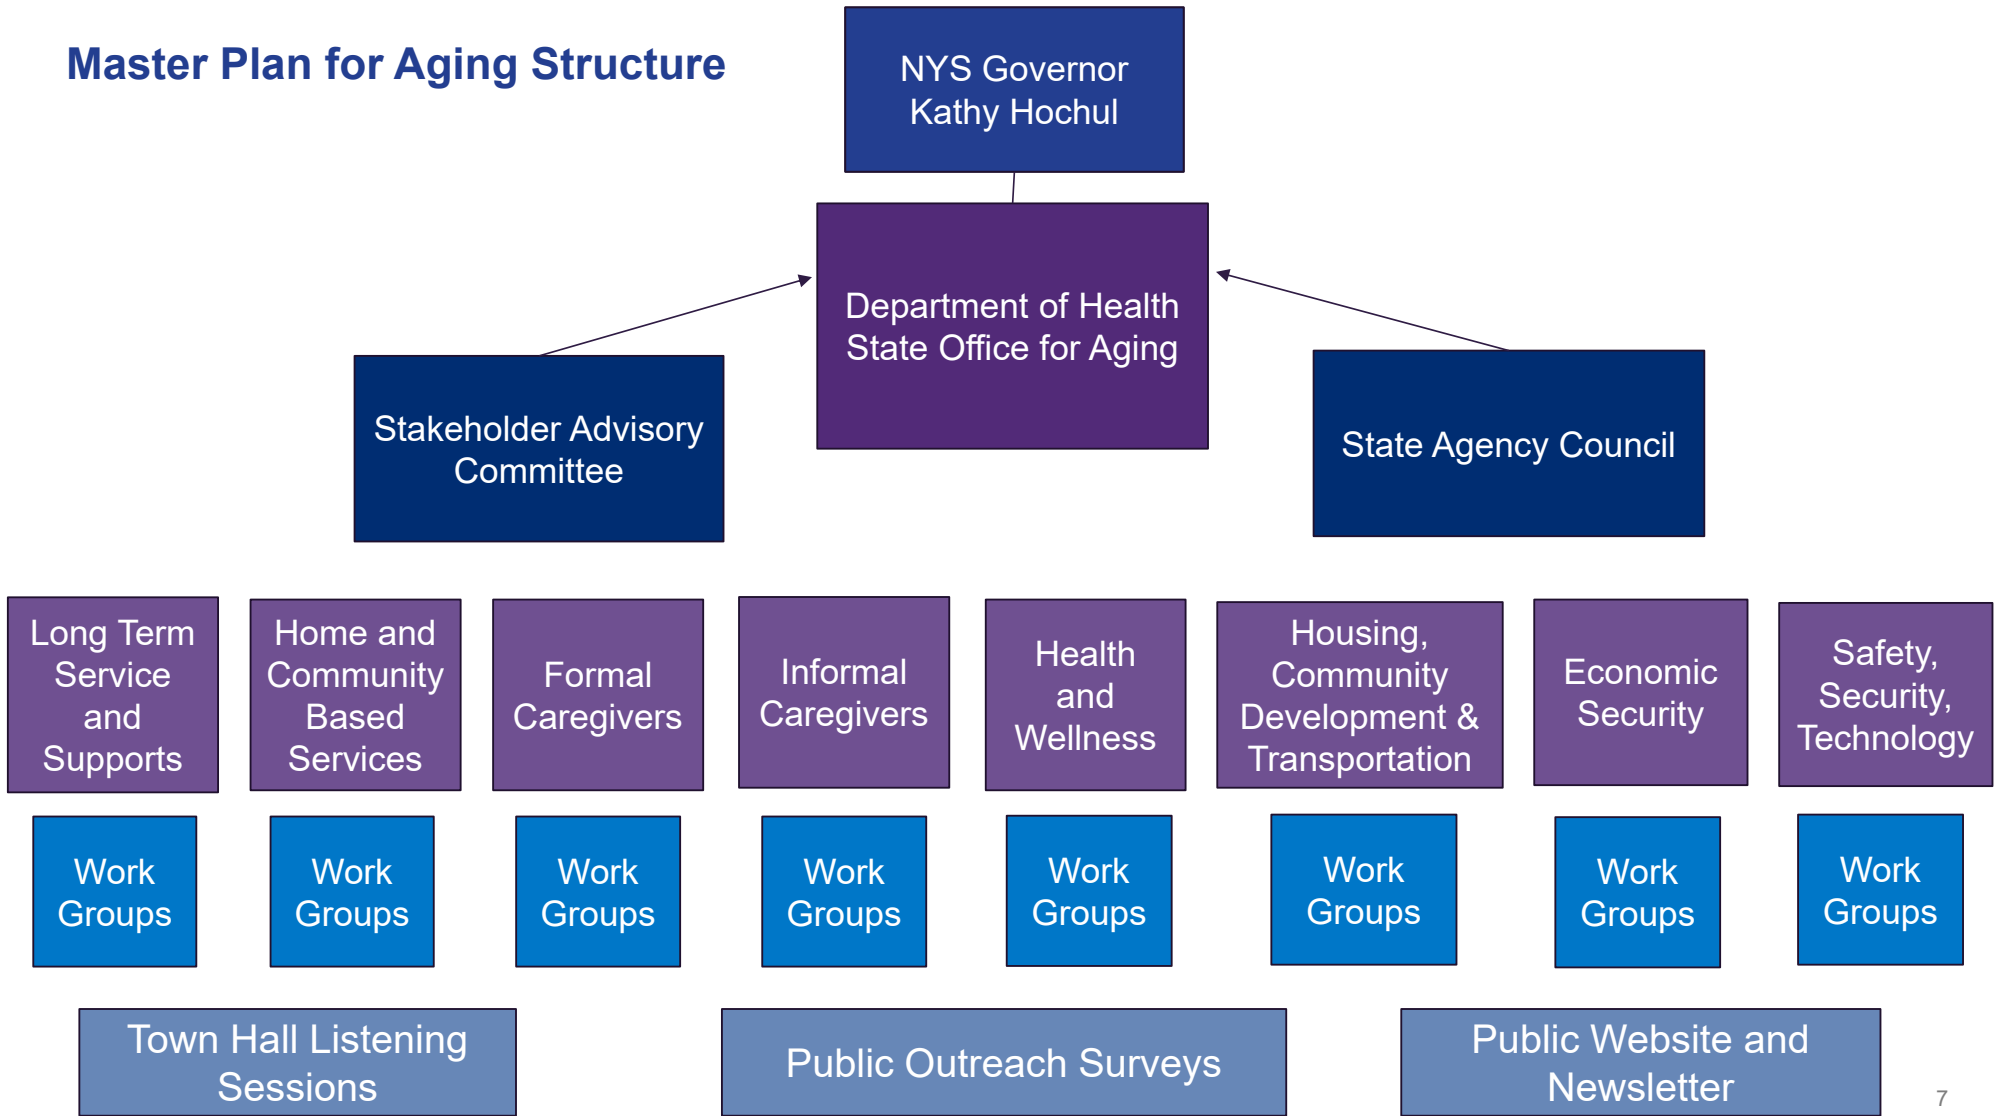 Master Plan for Aging Structure
NYS Governor
Kathy Hochul
Department of Health
State Office for Aging
Stakeholder Advisory
Committee
State Agency Council
Long Term
Service
and
Supports
Home and
Community
Based
Services
Formal
Caregivers
Informal
Caregivers
Health
and
Wellness
Housing,
Community
Development &
Transportation
Economic
Security
Safety,
Security,
Technology
Work
Groups
Work
Groups
Work
Groups
Work
Groups
Work
Groups
Work
Groups
Work
Groups
Work
Groups
Town Hall Listening
Sessions
Public Outreach Surveys
Public Website and
Newsletter
7